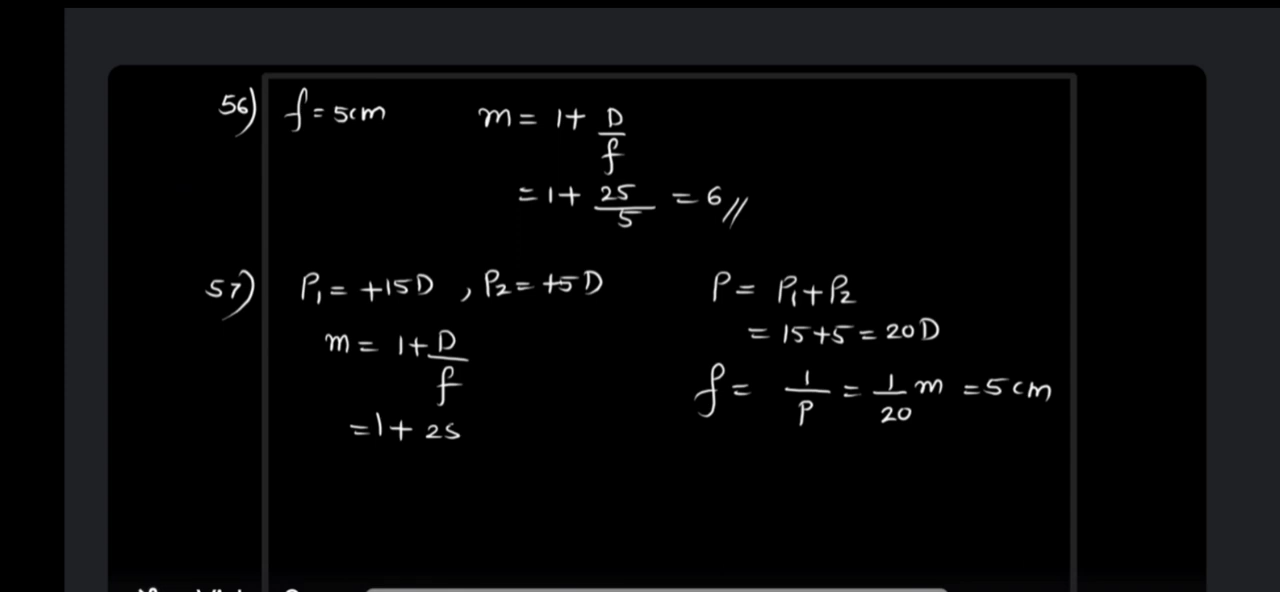 56) f = 5cm m = 1 + D/f
= 1 + 25/5 = 6 //
57) P₁ = +15D , P₂ = +5D P = P₁ + P₂
= 15 + 5 = 20D
m = 1 + D/f
f = 1/P = 1/20 m = 5cm
= 1 + 25